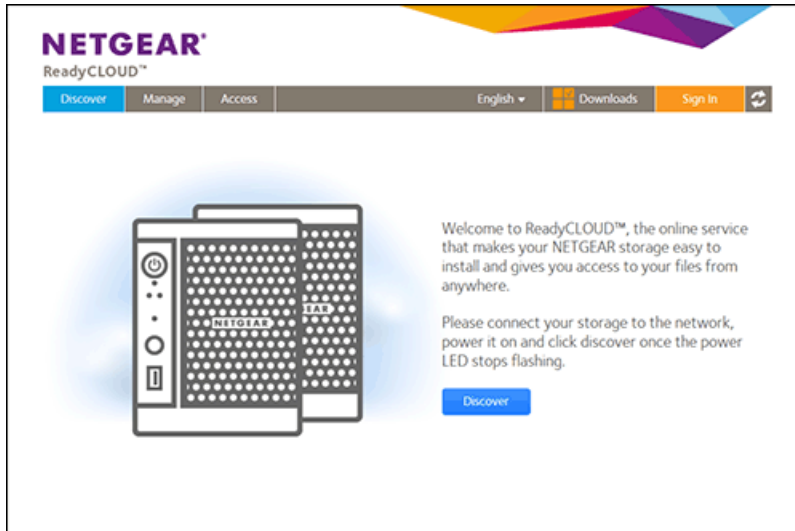 NETGEAR®
ReadyCLOUD™
Discover Manage Access English Downloads Sign In
Welcome to ReadyCLOUD™, the online service
that makes your NETGEAR storage easy to
install and gives you access to your files from
anywhere.
Please connect your storage to the network,
power it on and click discover once the power
LED stops flashing.
NETGEAR
EAR
Discover